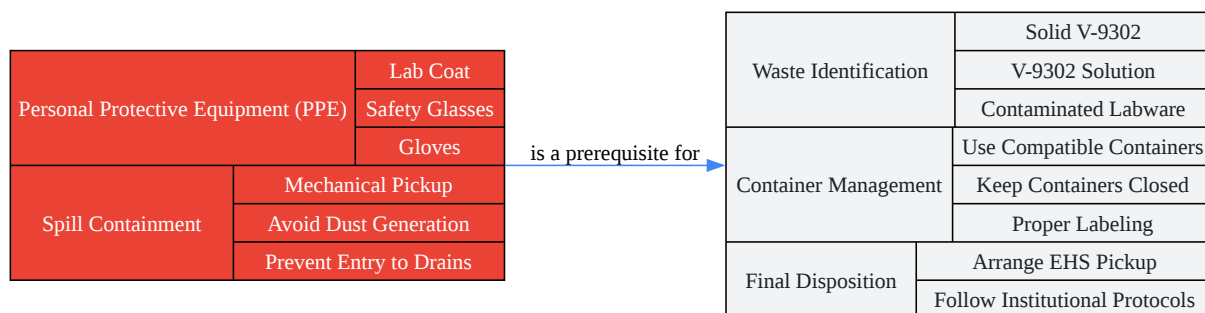 Personal Protective Equipment (PPE)
Lab Coat
Safety Glasses
Gloves
Spill Containment
Mechanical Pickup
Avoid Dust Generation
Prevent Entry to Drains
is a prerequisite for
Waste Identification
Solid V-9302
V-9302 Solution
Contaminated Labware
Container Management
Use Compatible Containers
Keep Containers Closed
Proper Labeling
Final Disposition
Arrange EHS Pickup
Follow Institutional Protocols